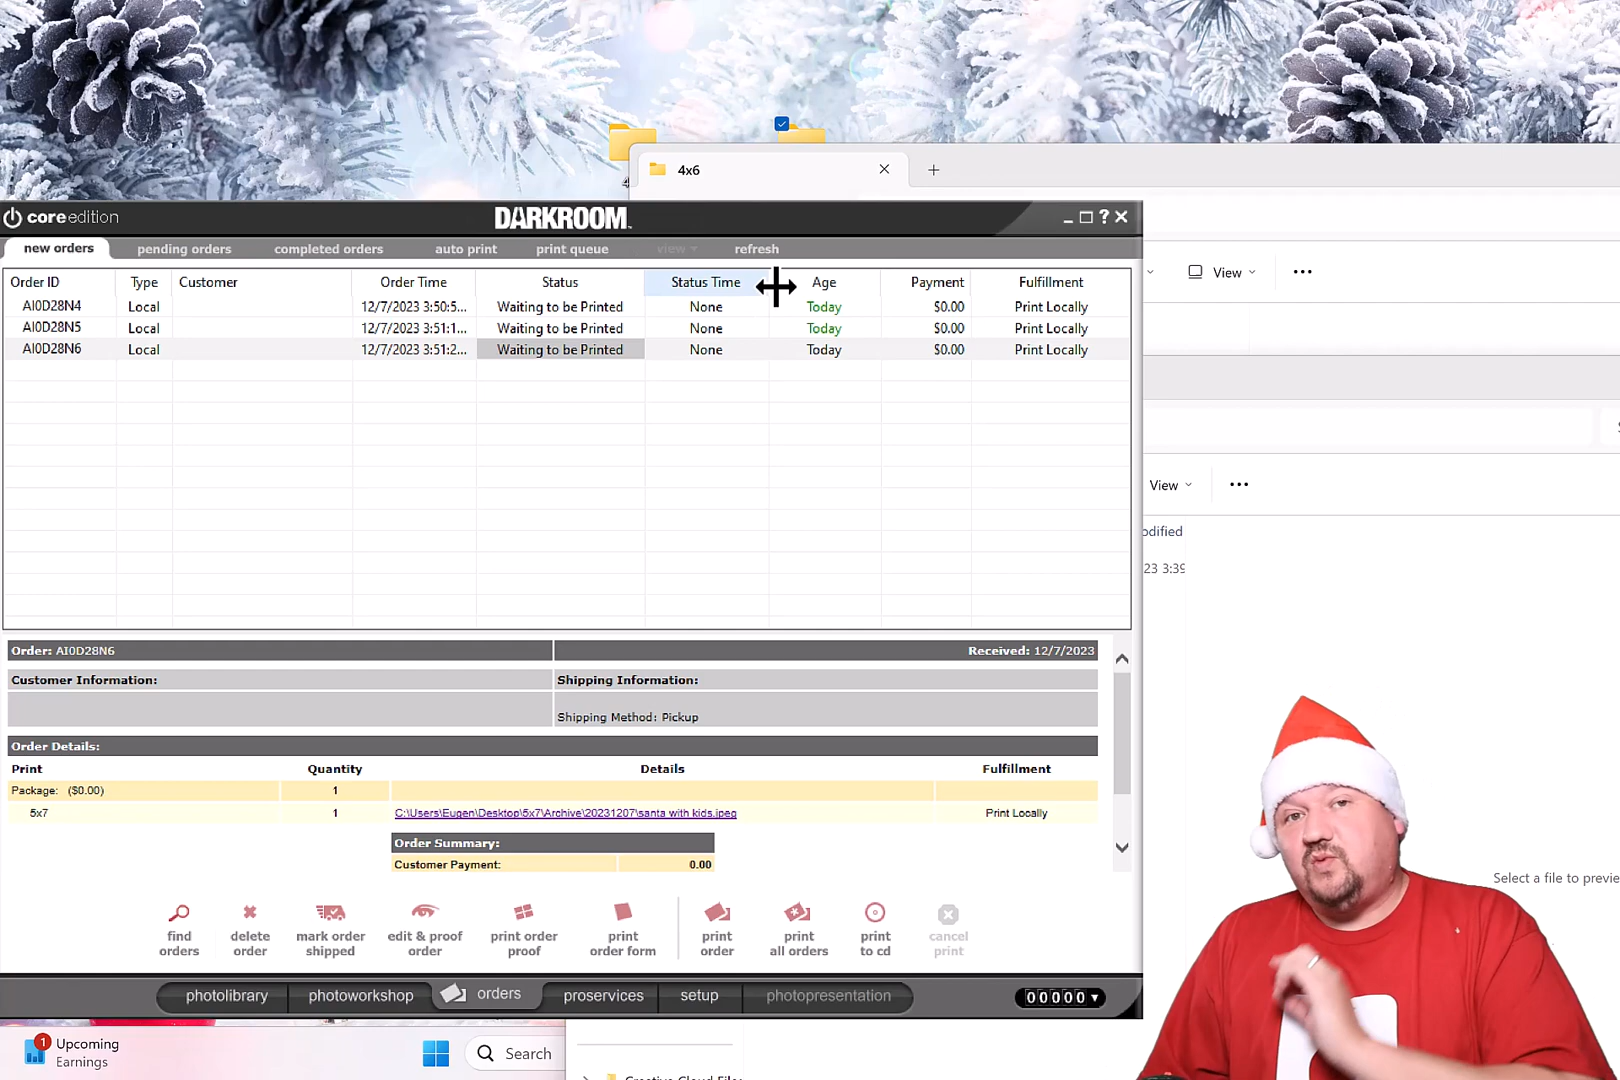 4x6
core edition
DARKROOM
?
new orders pending orders completed orders auto print print queue view refresh
Order ID Type Customer Order Time Status Status Time Age Payment Fulfillment
AI0D28N4 Local 12/7/2023 3:50:5... Waiting to be Printed None Today $0.00 Print Locally
AI0D28N5 Local 12/7/2023 3:51:1... Waiting to be Printed None Today $0.00 Print Locally
AI0D28N6 Local 12/7/2023 3:51:2... Waiting to be Printed None Today $0.00 Print Locally
View
View
odified
23 3:39
Order: AI0D28N6 Received: 12/7/2023
Customer Information: Shipping Information:
Shipping Method: Pickup
Order Details:
Print Quantity Details Fulfillment
Package: ($0.00) 1
5x7 1 C:\Users\Eugen\Desktop\5x7\Archive\20231207\santa with kids.jpeg Print Locally
Order Summary:
Customer Payment: 0.00
Select a file to previe
find orders
delete order
mark order shipped
edit & proof order
print order proof
print order form
print order
print all orders
print to cd
cancel print
photolibrary photoworkshop orders proservices setup photopresentation 00000
1
Upcoming
Earnings
Search
Creative Cloud Files